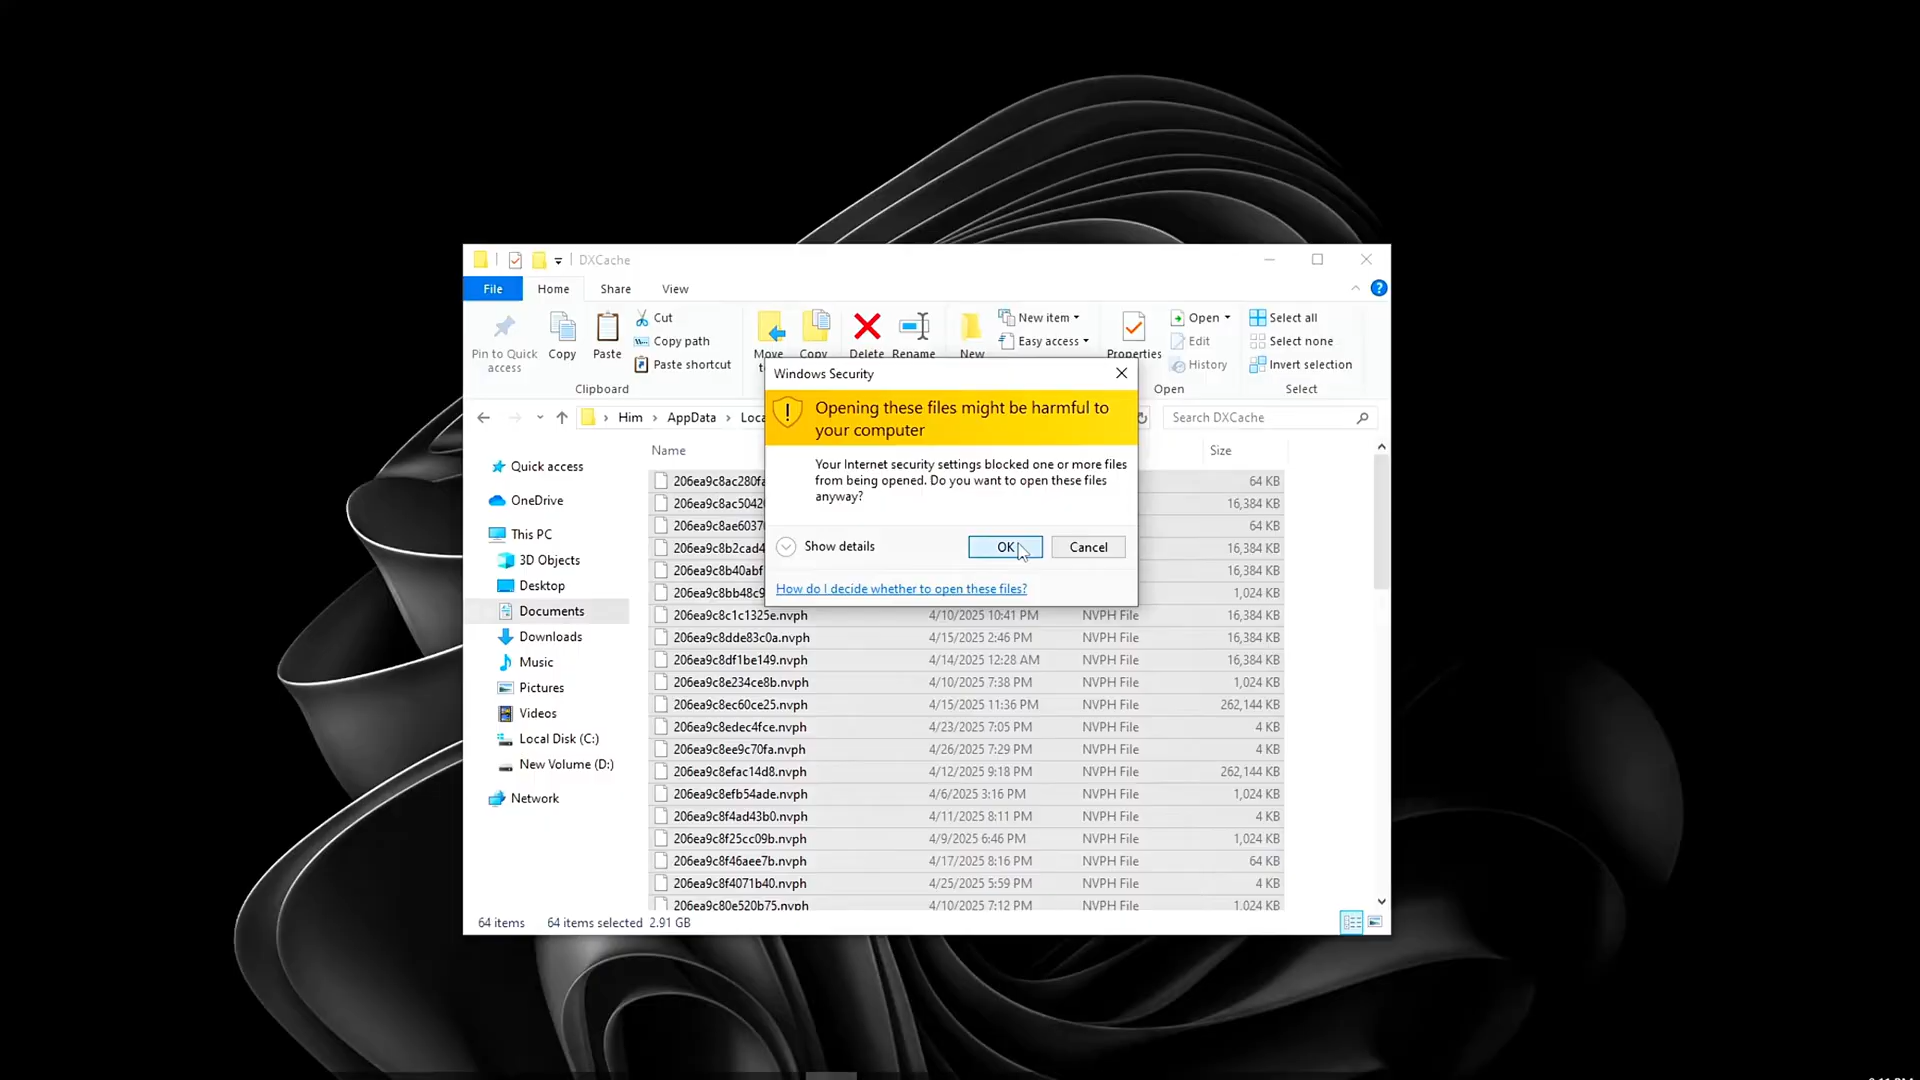 DXCache
File
Home
Share
View
Pin to Quick
access
Copy
Paste
Cut
Copy path
Paste shortcut
Clipboard
Move
Copy
Delete
Rename
New
New item
Easy access
Properties
Open
Edit
History
Open
Select all
Select none
Invert selection
Select
Him
AppData
Search DXCache
Windows Security
Opening these files might be harmful to
your computer
Your Internet security settings blocked one or more files
from being opened. Do you want to open these files
anyway?
Show details
OK
Cancel
How do I decide whether to open these files?
Quick access
OneDrive
This PC
3D Objects
Desktop
Documents
Downloads
Music
Pictures
Videos
Local Disk (C:)
New Volume (D:)
Network
Name
Size
64 KB
16,384 KB
64 KB
16,384 KB
16,384 KB
1,024 KB
206ea9c8c1c1325e.nvph 4/10/2025 10:41 PM NVPH File 16,384 KB
206ea9c8dde83c0a.nvph 4/15/2025 2:46 PM NVPH File 16,384 KB
206ea9c8df1be149.nvph 4/14/2025 12:28 AM NVPH File 16,384 KB
206ea9c8e234ce8b.nvph 4/10/2025 7:38 PM NVPH File 1,024 KB
206ea9c8ec60ce25.nvph 4/15/2025 11:36 PM NVPH File 262,144 KB
206ea9c8edec4fce.nvph 4/23/2025 7:05 PM NVPH File 4 KB
206ea9c8ee9c70fa.nvph 4/26/2025 7:29 PM NVPH File 4 KB
206ea9c8efac14d8.nvph 4/12/2025 9:18 PM NVPH File 262,144 KB
206ea9c8efb54ade.nvph 4/6/2025 3:16 PM NVPH File 1,024 KB
206ea9c8f4ad43b0.nvph 4/11/2025 8:11 PM NVPH File 4 KB
206ea9c8f25cc09b.nvph 4/9/2025 6:46 PM NVPH File 1,024 KB
206ea9c8f46aee7b.nvph 4/17/2025 8:16 PM NVPH File 64 KB
206ea9c8f4071b40.nvph 4/25/2025 5:59 PM NVPH File 4 KB
206ea9c80e520b75.nvph 4/10/2025 7:12 PM NVPH File 1,024 KB
64 items 64 items selected 2.91 GB